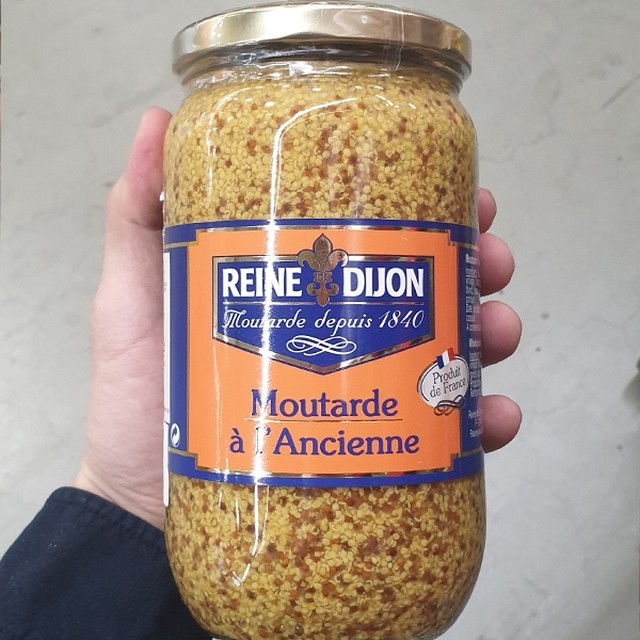 REINE DIJON
Moutarde depuis 1840
Produit
de France
Moutarde
à l'Ancienne